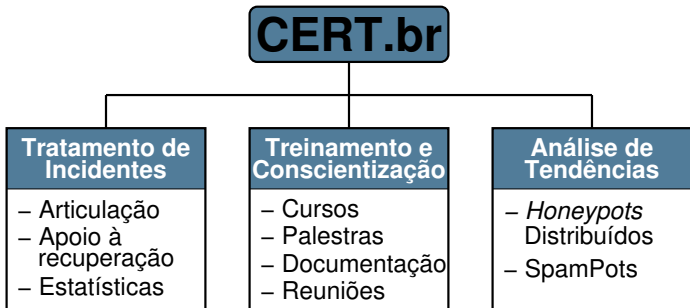 CERT.br
Tratamento de
Incidentes
– Articulação
– Apoio à
recuperação
– Estatísticas
Treinamento e
Conscientização
– Cursos
– Palestras
– Documentação
– Reuniões
Análise de
Tendências
– Honeypots
Distribuídos
– SpamPots